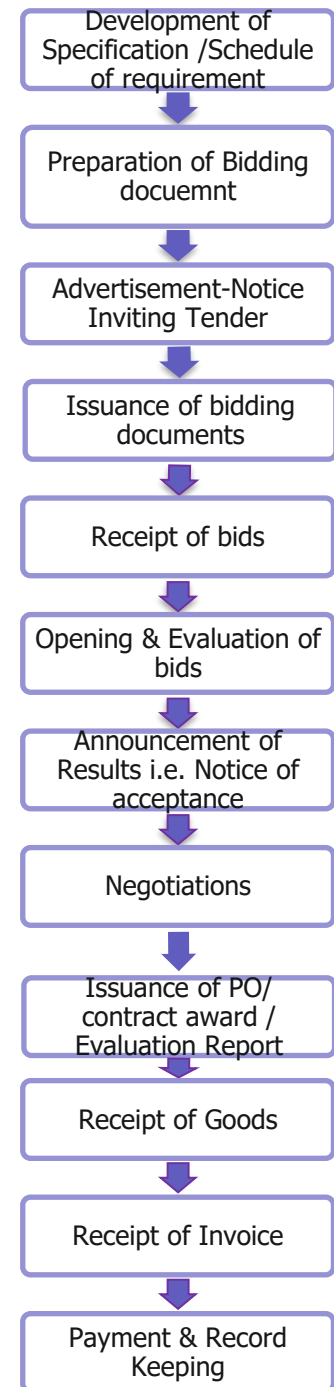 Development of
Specification /Schedule
of requirement
Preparation of Bidding
docuemnt
Advertisement-Notice
Inviting Tender
Issuance of bidding
documents
Receipt of bids
Opening & Evaluation of
bids
Announcement of
Results i.e. Notice of
acceptance
Negotiations
Issuance of PO/
contract award /
Evaluation Report
Receipt of Goods
Receipt of Invoice
Payment & Record
Keeping